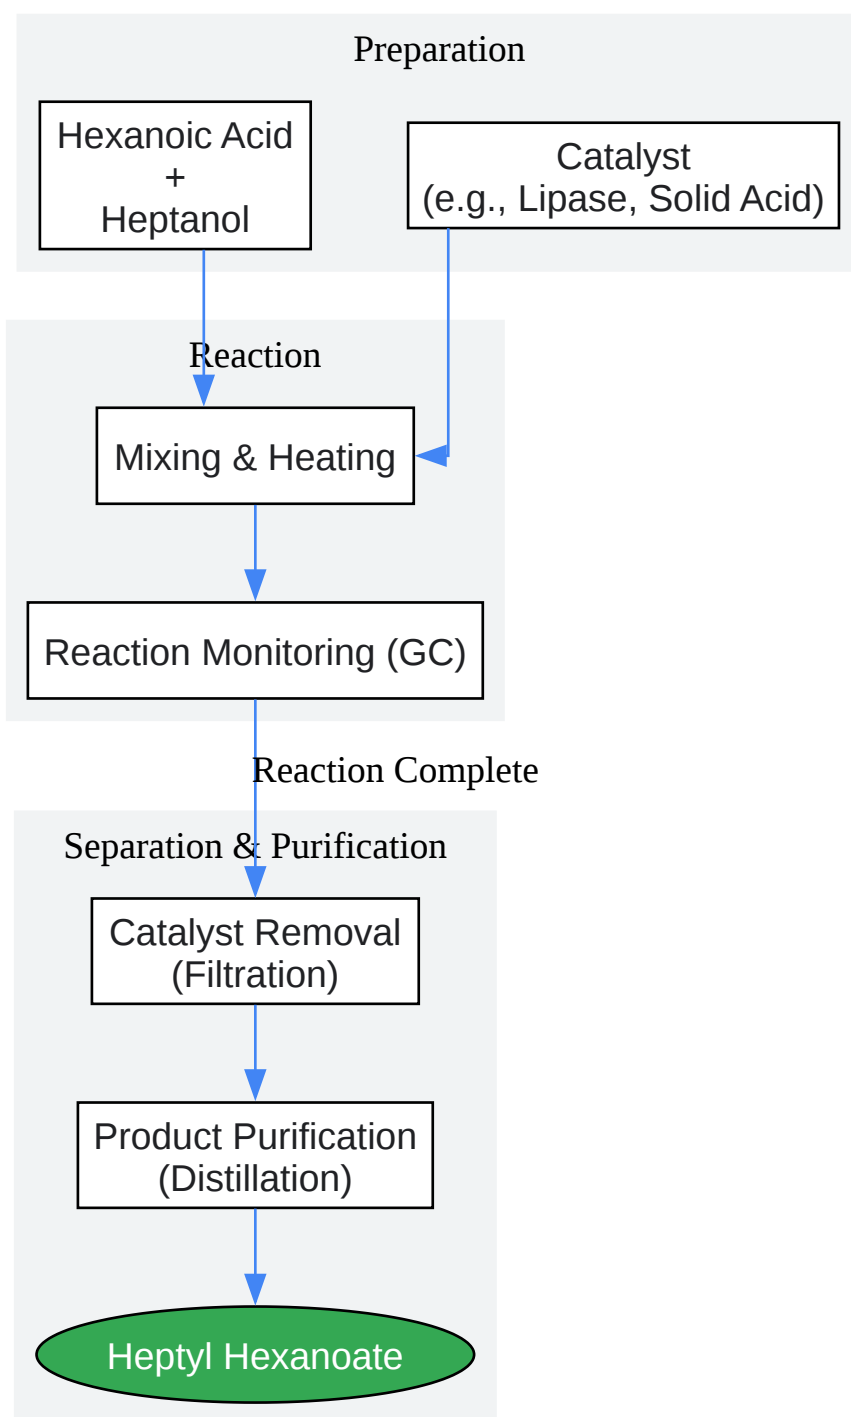 Preparation
Hexanoic Acid
+
Heptanol
Catalyst
(e.g., Lipase, Solid Acid)
Reaction
Mixing & Heating
Reaction Monitoring (GC)
Reaction Complete
Separation & Purification
Catalyst Removal
(Filtration)
Product Purification
(Distillation)
Heptyl Hexanoate